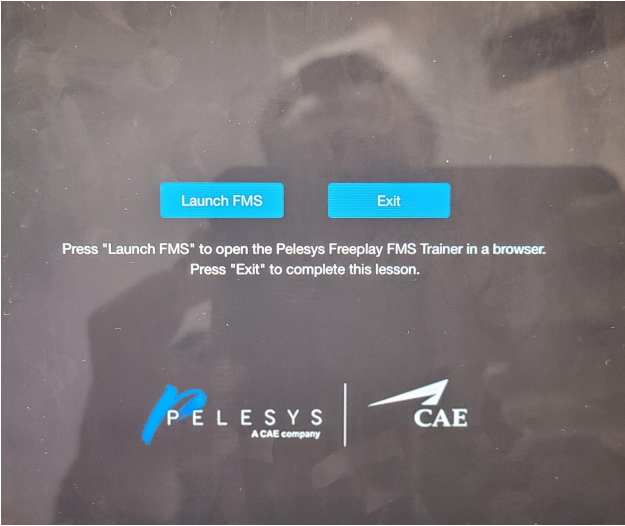 Launch FMS
Exit
Press "Launch FMS" to open the Pelesys Freeplay FMS Trainer in a browser.
Press "Exit" to complete this lesson.
PELESYS
A CAE company
CAE